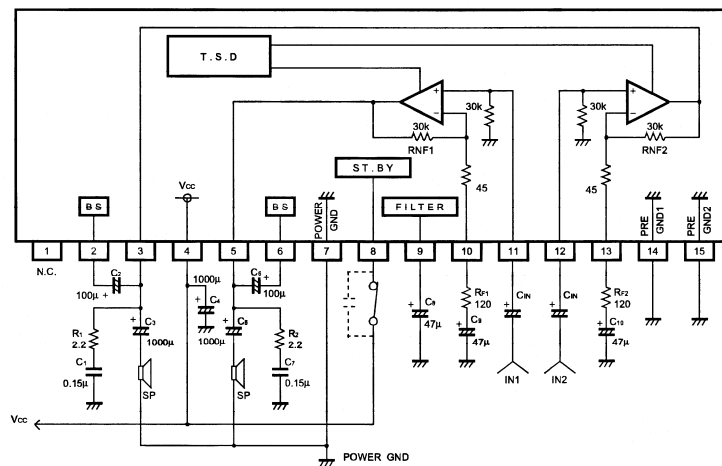 T.S.D
+
−
30k
30k
RNF1
+
−
30k
30k
RNF2
ST.BY
45
45
VCC
BS
BS
POWER GND
FILTER
PRE GND1
PRE GND2
1
2
3
4
5
6
7
8
9
10
11
12
13
14
15
N.C.
C2
100μ +
1000μ
+ C4
C6 +
100μ
R1
2.2
+ C3
1000μ
1000μ
+ C5
R2
2.2
C1
0.15μ
C7
0.15μ
+ C8
47μ
RF1
120
+ C9
47μ
+ CIN
+ CIN
RF2
120
+ C10
47μ
SP
SP
IN1
IN2
VCC
POWER GND